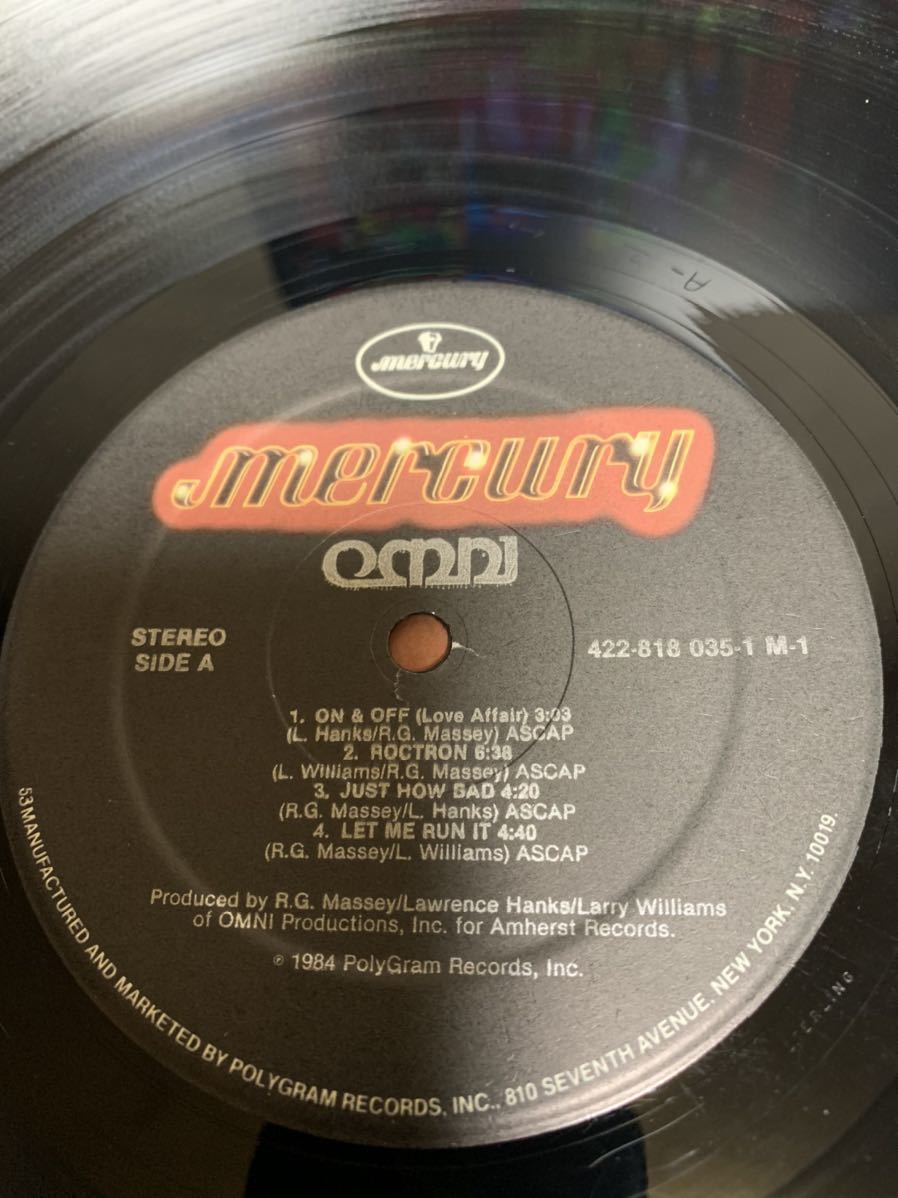 mercury
mercury
OMNI
STEREO
SIDE A
422-818 035-1 M-1
1. ON & OFF (Love Affair) 3:03
(L. Hanks/R.G. Massey) ASCAP
2. ROCTRON 6:38
(L. Williams/R.G. Massey) ASCAP
3. JUST HOW BAD 4:20
(R.G. Massey/L. Hanks) ASCAP
4. LET ME RUN IT 4:40
(R.G. Massey/L. Williams) ASCAP
Produced by R.G. Massey/Lawrence Hanks/Larry Williams
of OMNI Productions, Inc. for Amherst Records.
℗ 1984 PolyGram Records, Inc.
53 MANUFACTURED AND MARKETED BY POLYGRAM RECORDS, INC., 810 SEVENTH AVENUE, NEW YORK, N.Y. 10019.